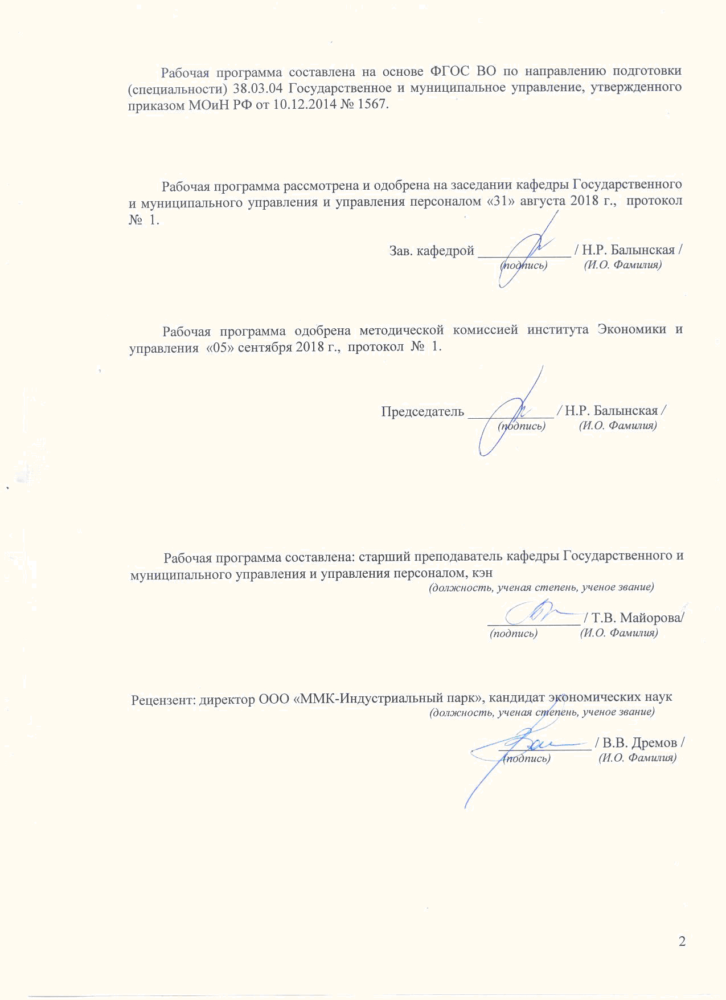 Рабочая программа составлена на основе ФГОС ВО по направлению подготовки
(специальности) 38.03.04 Государственное и муниципальное управление, утвержденного
приказом МОиН РФ от 10.12.2014 № 1567.
Рабочая программа рассмотрена и одобрена на заседании кафедры Государственного
и муниципального управления и управления персоналом «31» августа 2018 г., протокол
№ 1.
Зав. кафедрой _____________ / Н.Р. Балынская /
(подпись) (И.О. Фамилия)
Рабочая программа одобрена методической комиссией института Экономики и
управления «05» сентября 2018 г., протокол № 1.
Председатель ____________ / Н.Р. Балынская /
(подпись) (И.О. Фамилия)
Рабочая программа составлена: старший преподаватель кафедры Государственного и
муниципального управления и управления персоналом, кэн
(должность, ученая степень, ученое звание)
_____________ / Т.В. Майорова/
(подпись) (И.О. Фамилия)
Рецензент: директор ООО «ММК-Индустриальный парк», кандидат экономических наук
(должность, ученая степень, ученое звание)
_____________ / В.В. Дремов /
(подпись) (И.О. Фамилия)
2